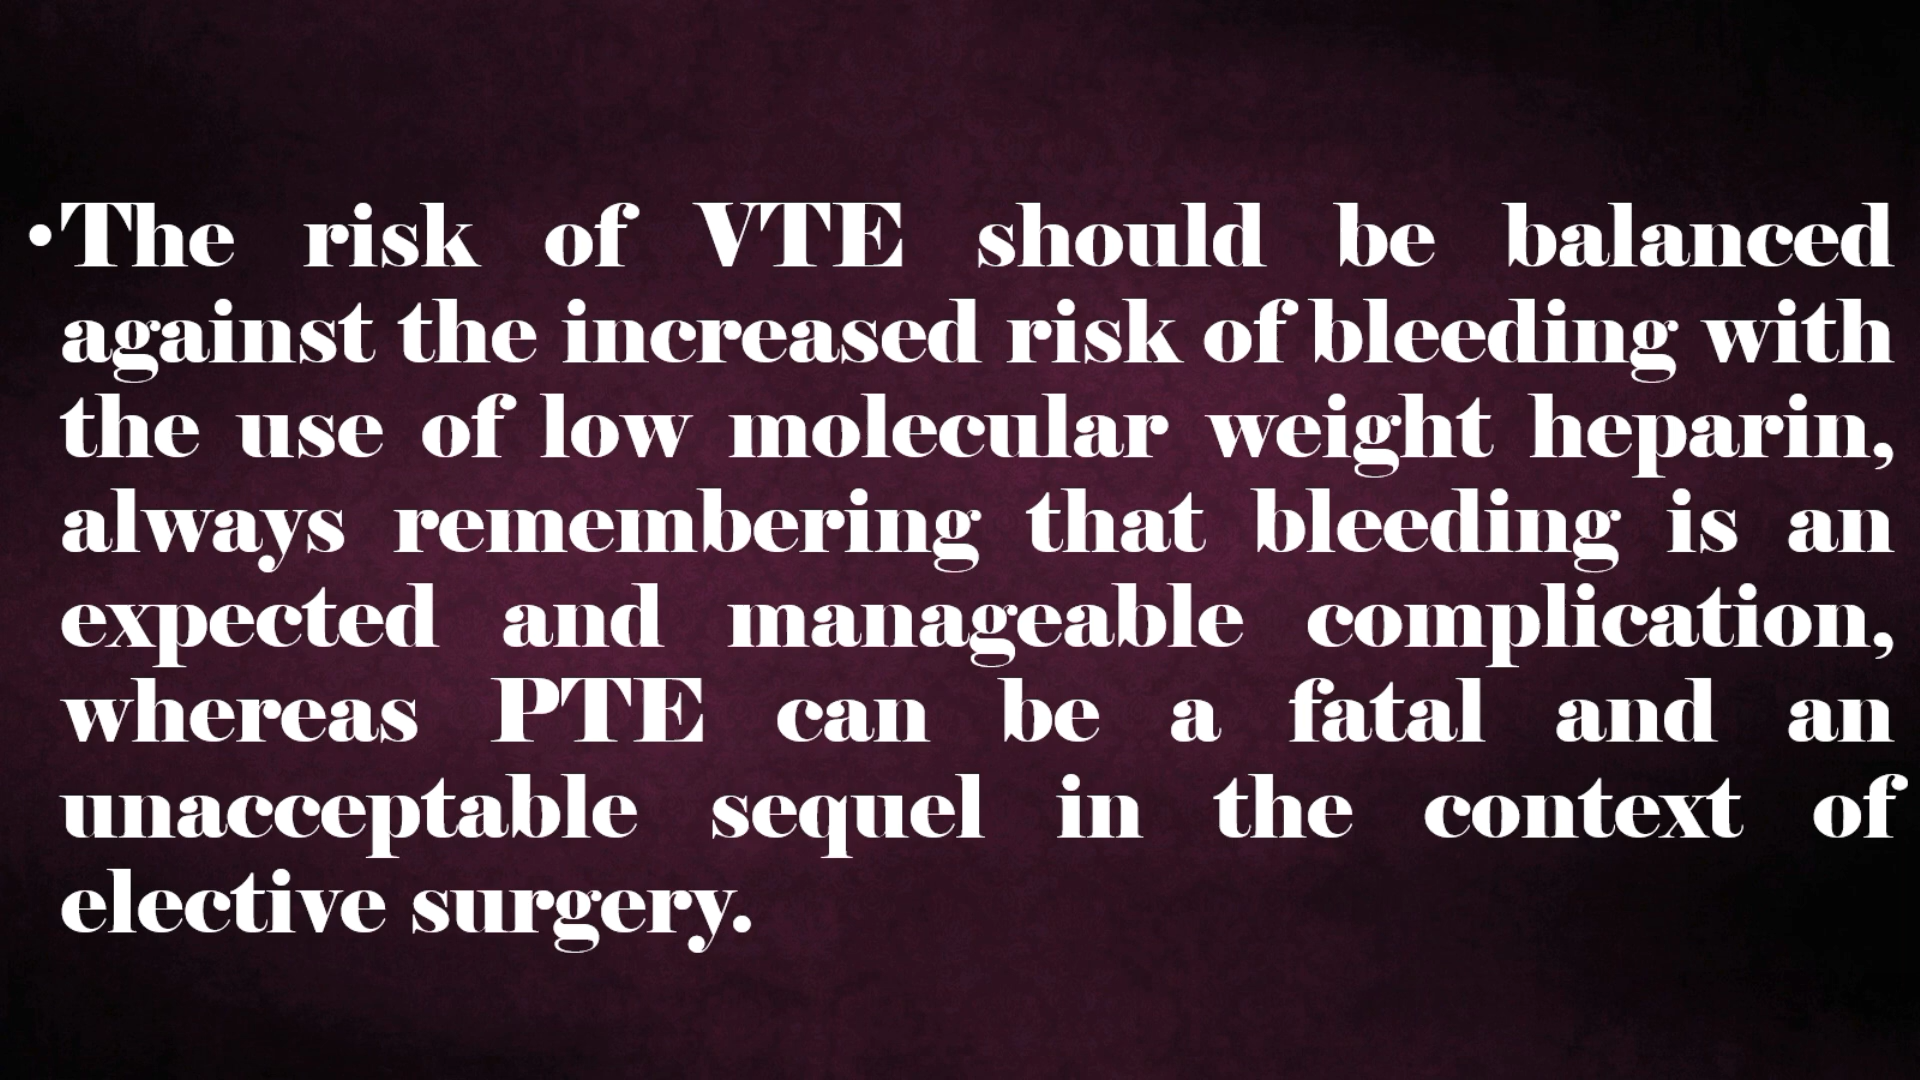 •The risk of VTE should be balanced
against the increased risk of bleeding with
the use of low molecular weight heparin,
always remembering that bleeding is an
expected and manageable complication,
whereas PTE can be a fatal and an
unacceptable sequel in the context of
elective surgery.